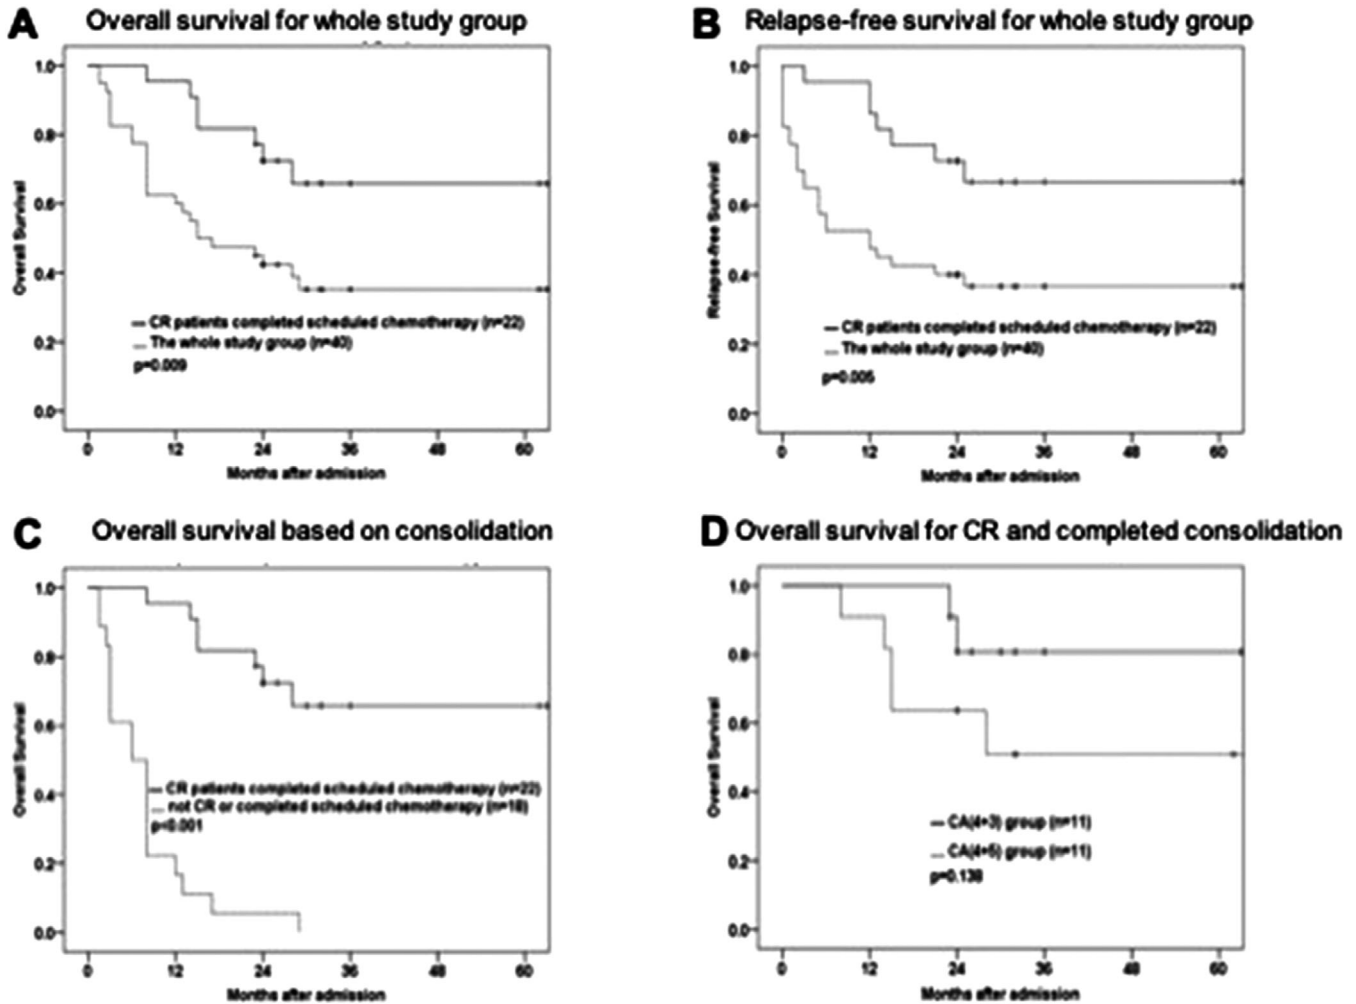 A Overall survival for whole study group
1.0
0.8
0.6
0.4
0.2
0.0
Overall Survival
CR patients completed scheduled chemotherapy (n=22)
The whole study group (n=40)
p=0.009
0 12 24 36 48 60
Months after admission
B Relapse-free survival for whole study group
1.0
0.8
0.6
0.4
0.2
0.0
Relapse-free Survival
CR patients completed scheduled chemotherapy (n=22)
The whole study group (n=40)
p=0.005
0 12 24 36 48 60
Months after admission
C Overall survival based on consolidation
1.0
0.8
0.6
0.4
0.2
0.0
Overall Survival
CR patients completed scheduled chemotherapy (n=22)
not CR or completed scheduled chemotherapy (n=18)
p<0.001
0 12 24 36 48 60
Months after admission
D Overall survival for CR and completed consolidation
1.0
0.8
0.6
0.4
0.2
0.0
Overall Survival
CA(4+3) group (n=11)
CA(4+5) group (n=11)
p=0.138
0 12 24 36 48 60
Months after admission